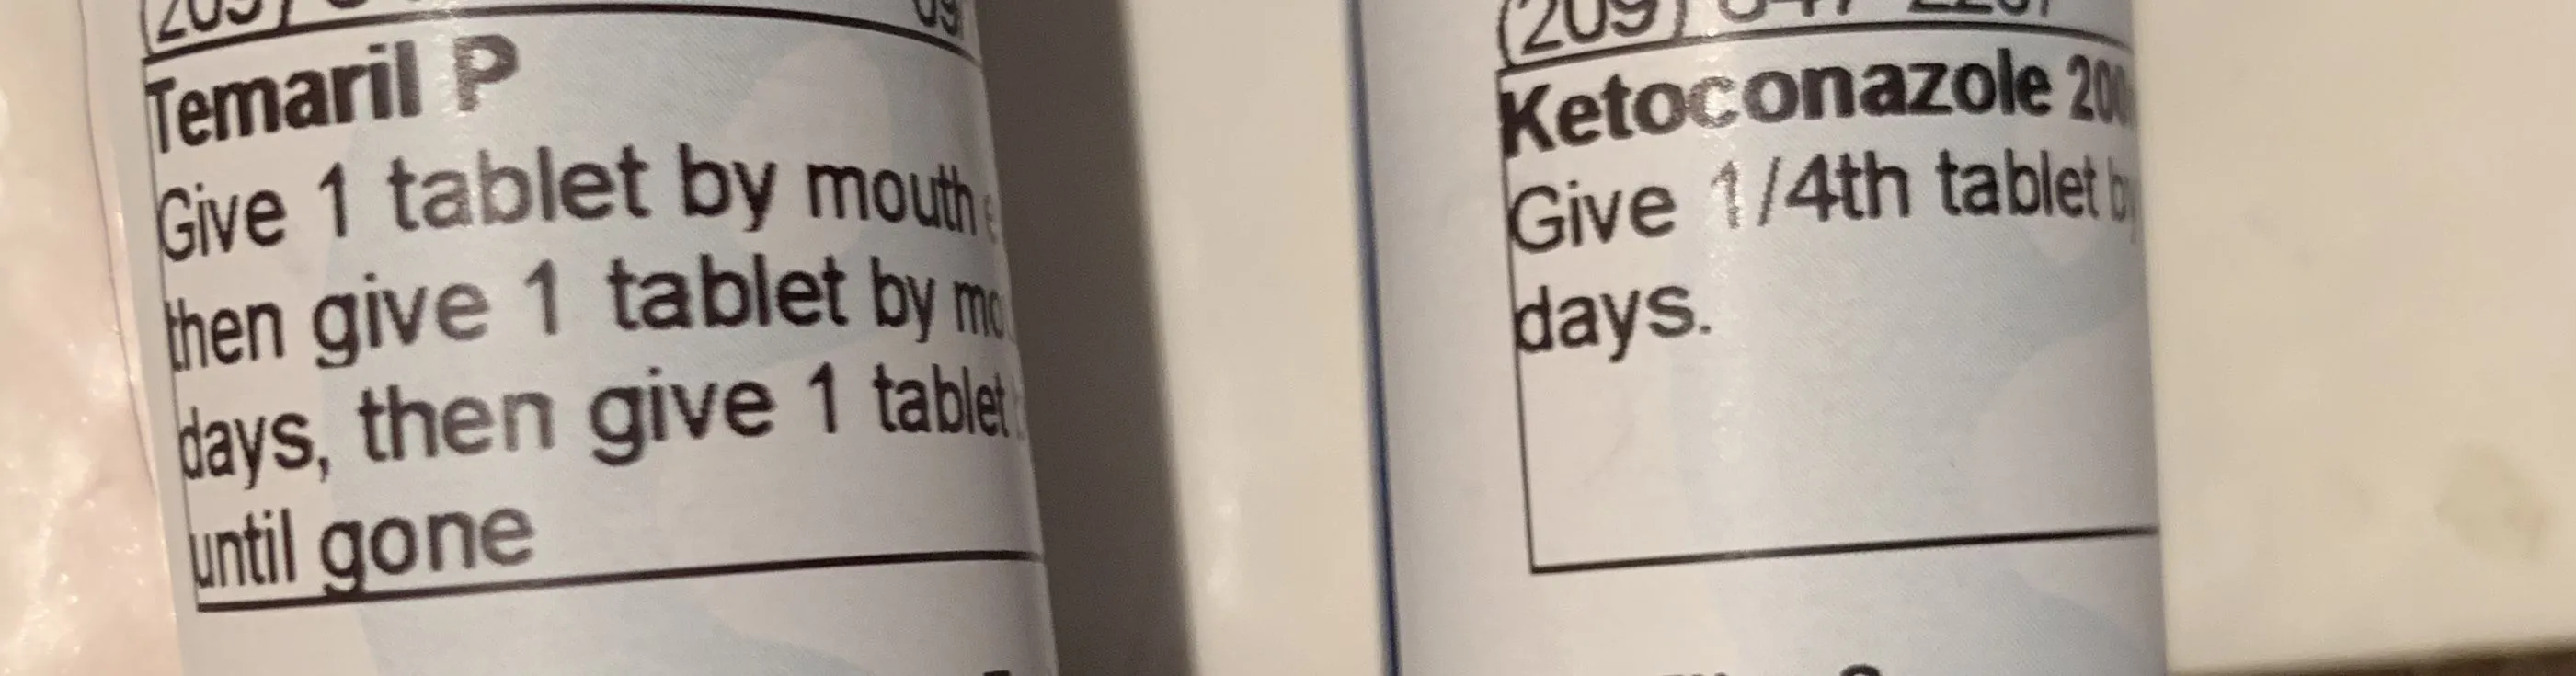 Temaril P
Give 1 tablet by mouth
then give 1 tablet by
days, then give 1 tablet
until gone
(209)
Ketoconazole
Give 1/4th tablet
days.